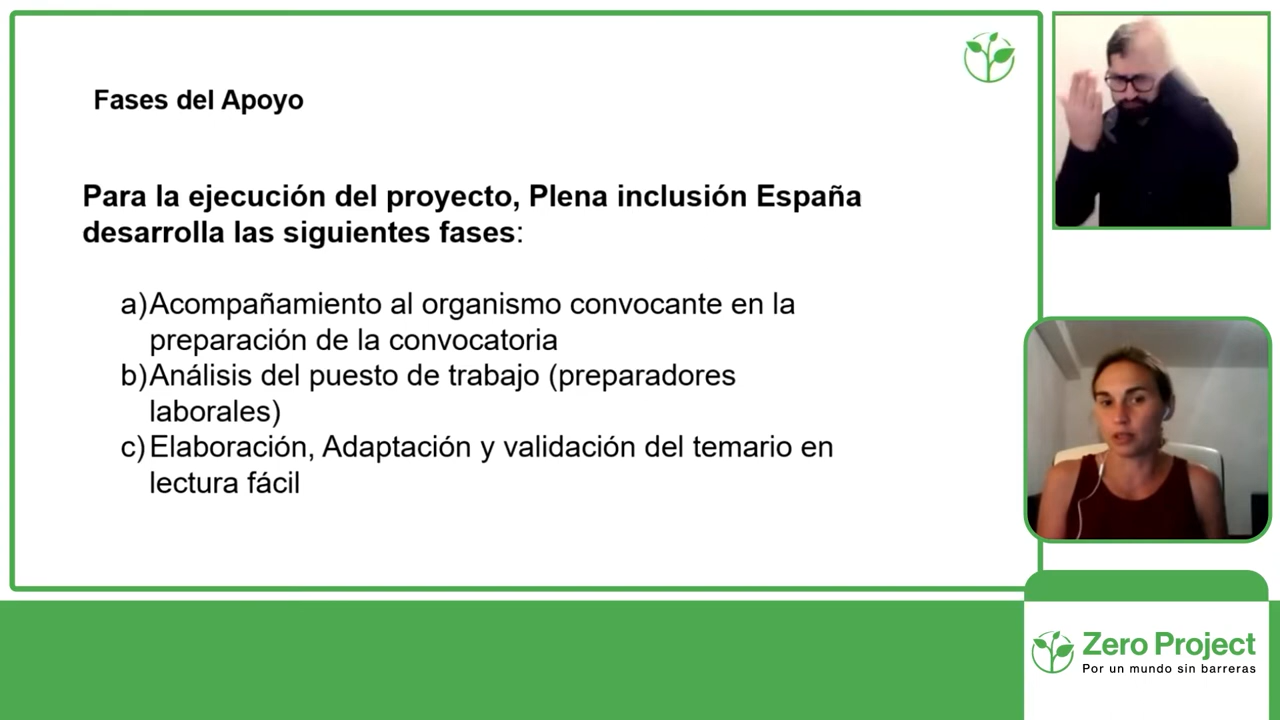 Fases del Apoyo
Para la ejecución del proyecto, Plena inclusión España
desarrolla las siguientes fases:
a)Acompañamiento al organismo convocante en la
preparación de la convocatoria
b)Análisis del puesto de trabajo (preparadores
laborales)
c)Elaboración, Adaptación y validación del temario en
lectura fácil
Zero Project
Por un mundo sin barreras